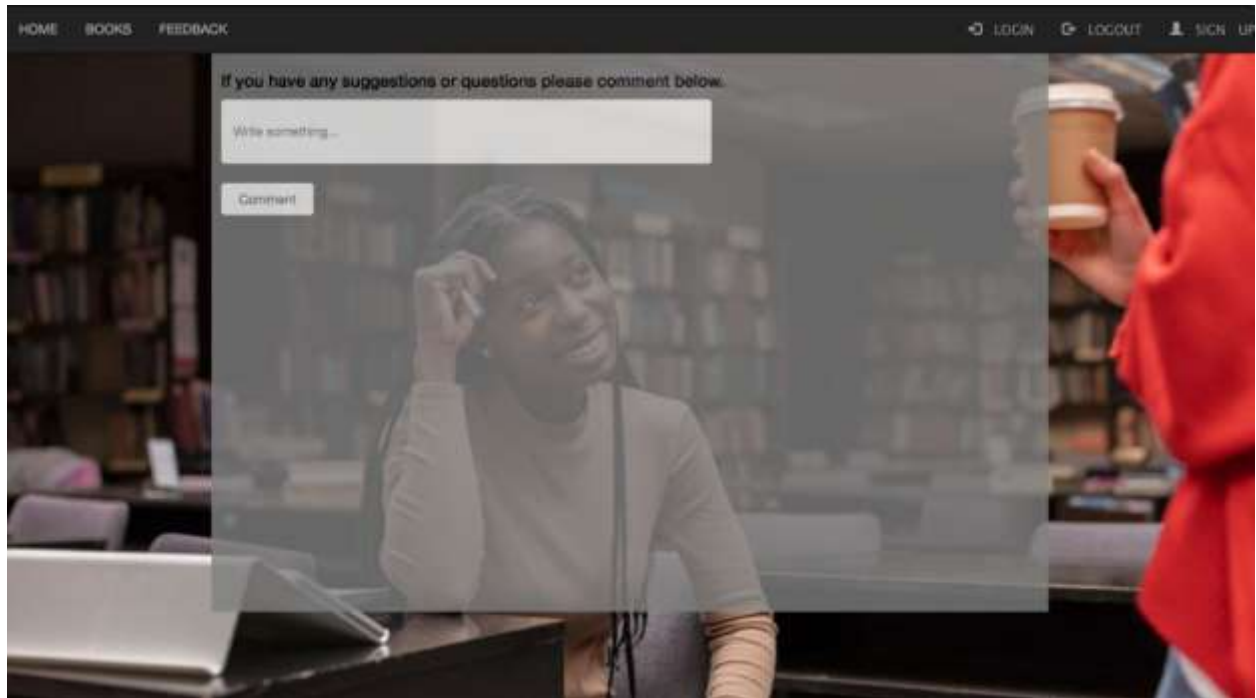 HOME BOOKS FEEDBACK LOGIN LOGOUT SIGN UP
If you have any suggestions or questions please comment below.
Write something...
Comment